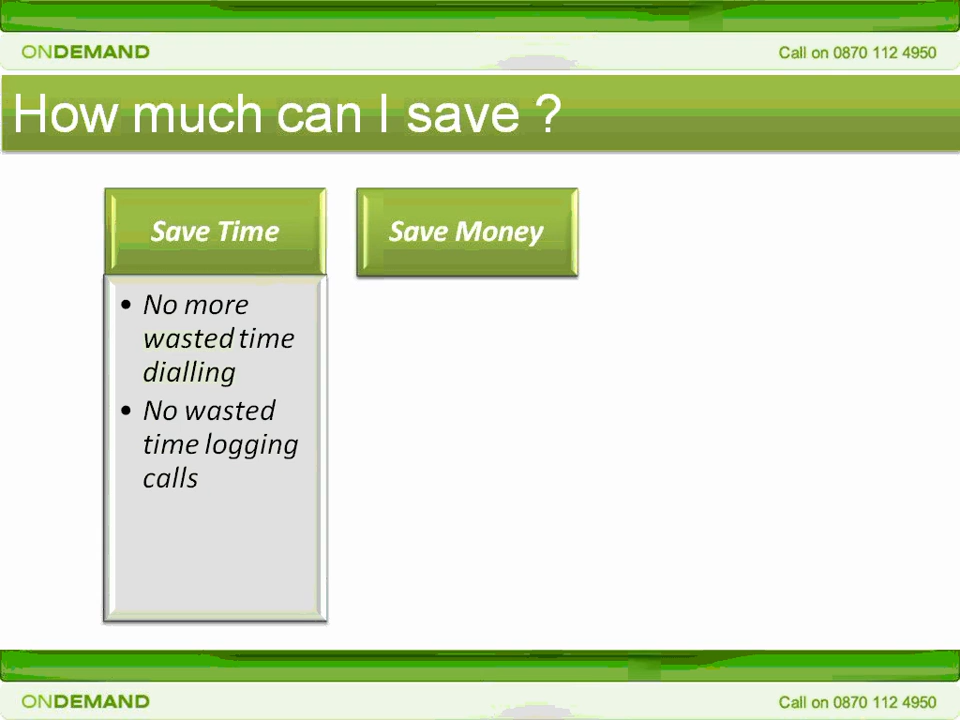 ONDEMAND
Call on 0870 112 4950
How much can I save ?
Save Time
• No more
wasted time
dialling
• No wasted
time logging
calls
Save Money
ONDEMAND
Call on 0870 112 4950